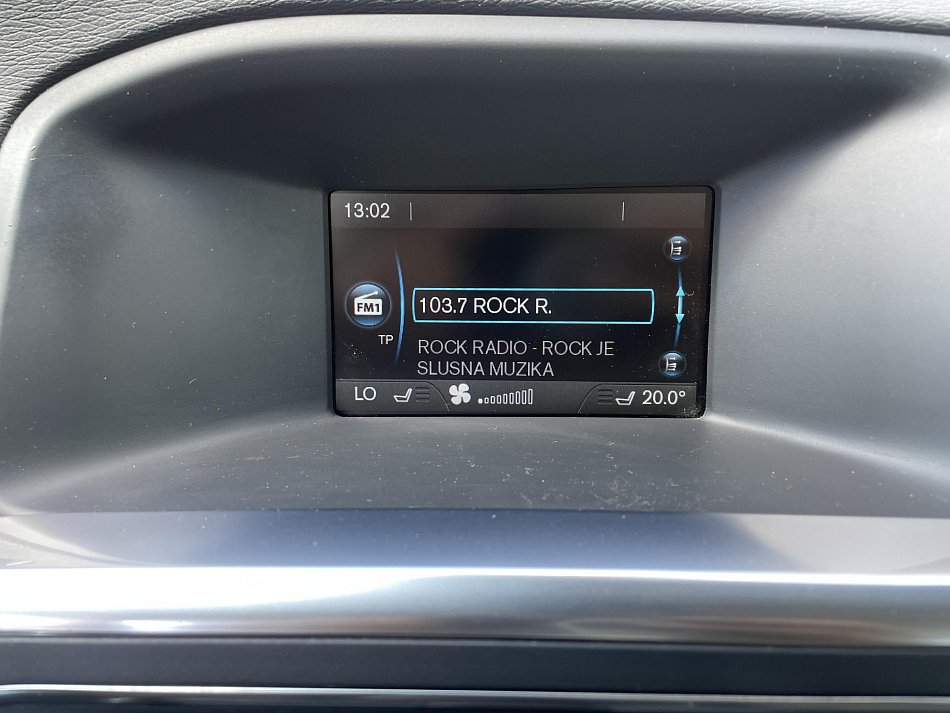 13:02
FM1
103.7 ROCK R.
TP
ROCK RADIO - ROCK JE
SLUSNA MUZIKA
LO 20.0°